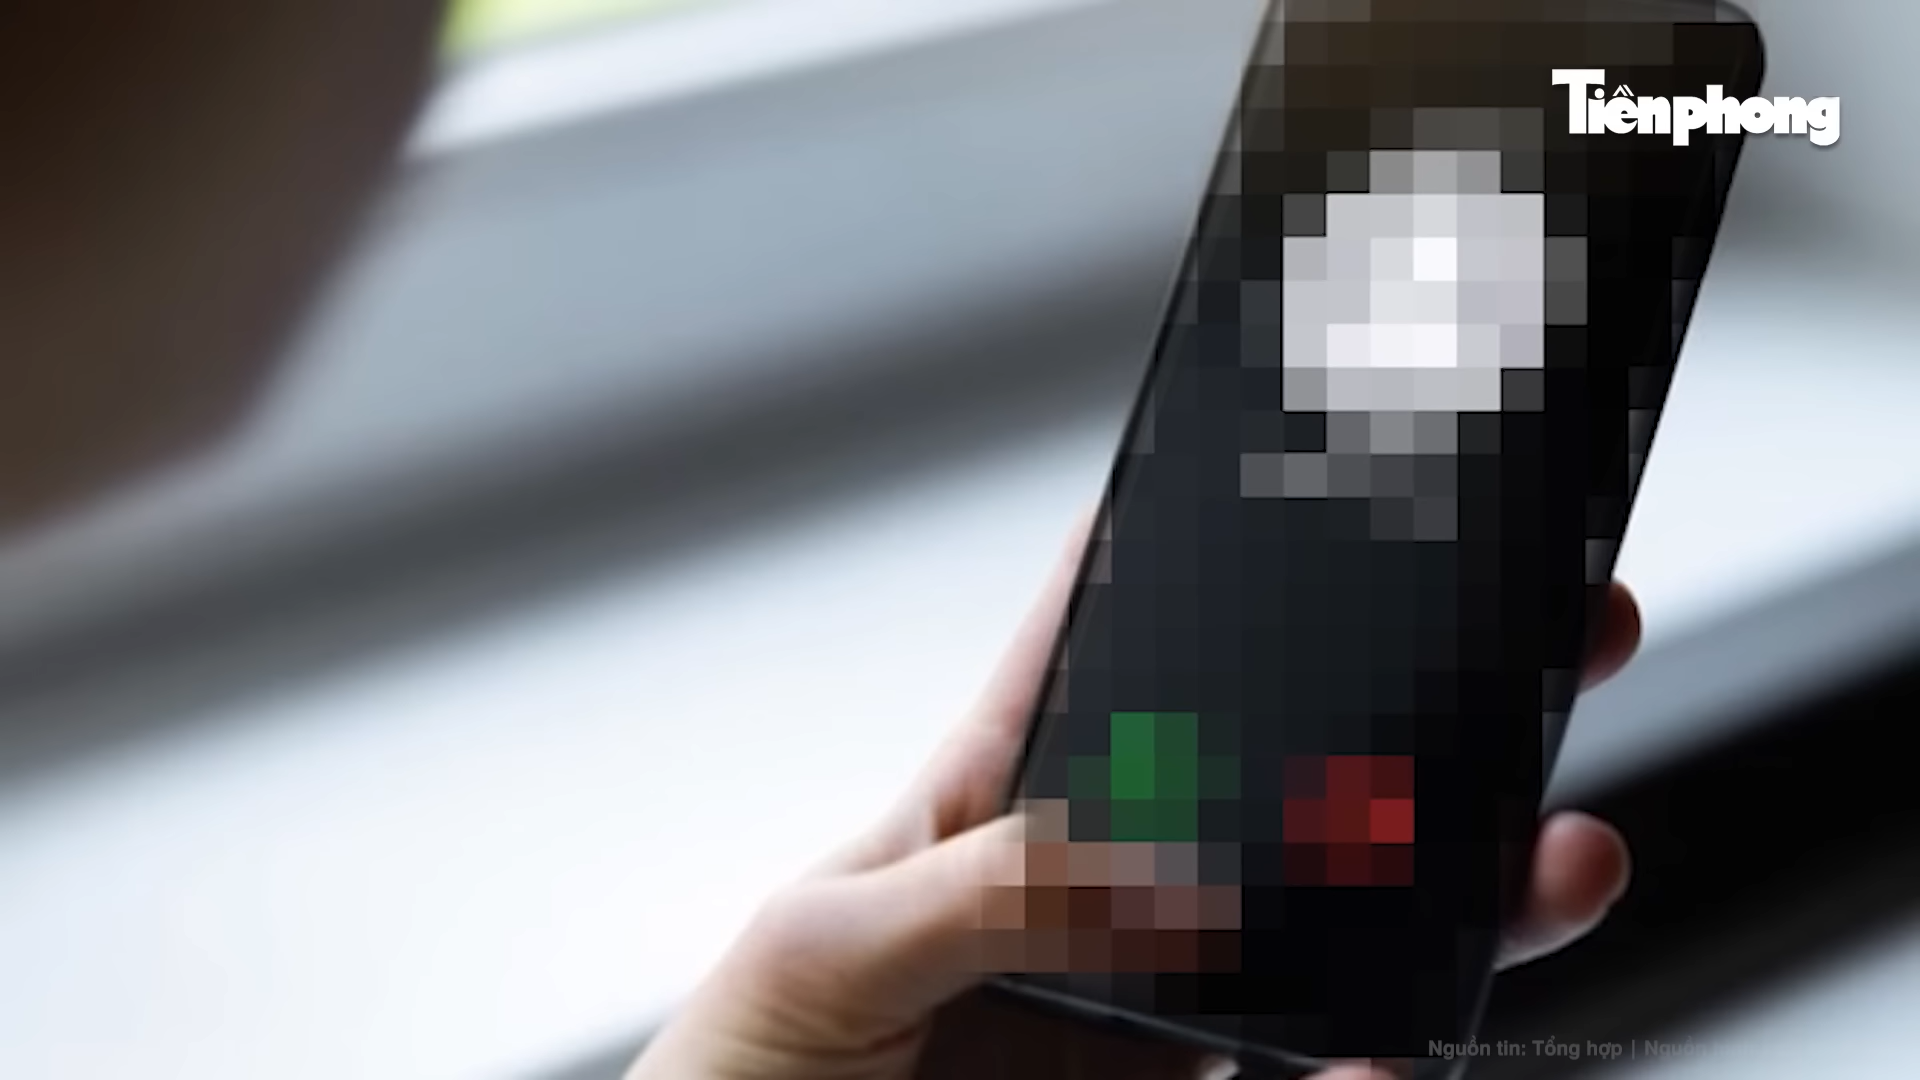 Tiềnphong
Nguồn tin: Tổng hợp | Nguồn